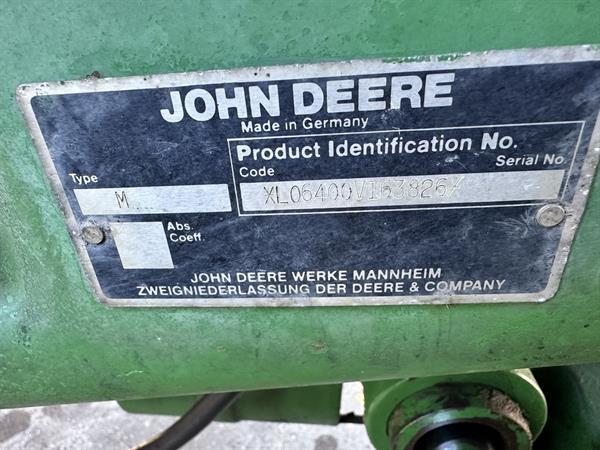 JOHN DEERE
Made in Germany
Product Identification No.
Code Serial No
Type
M
XL06400V163826X
Abs.
Coeff.
JOHN DEERE WERKE MANNHEIM
ZWEIGNIEDERLASSUNG DER DEERE & COMPANY